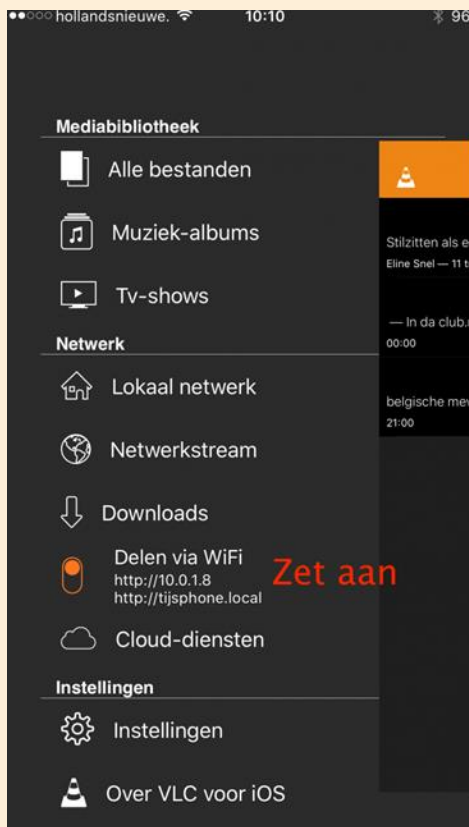 hollandsnieuwe. 10:10 96
Mediabibliotheek
Alle bestanden
Muziek-albums
Tv-shows
Netwerk
Lokaal netwerk
Netwerkstream
Downloads
Delen via WiFi
http://10.0.1.8
http://tijsphone.local
Zet aan
Cloud-diensten
Instellingen
Instellingen
Over VLC voor iOS
Stilzitten als e
Eline Snel — 11 t
— In da club.
00:00
belgische mev
21:00